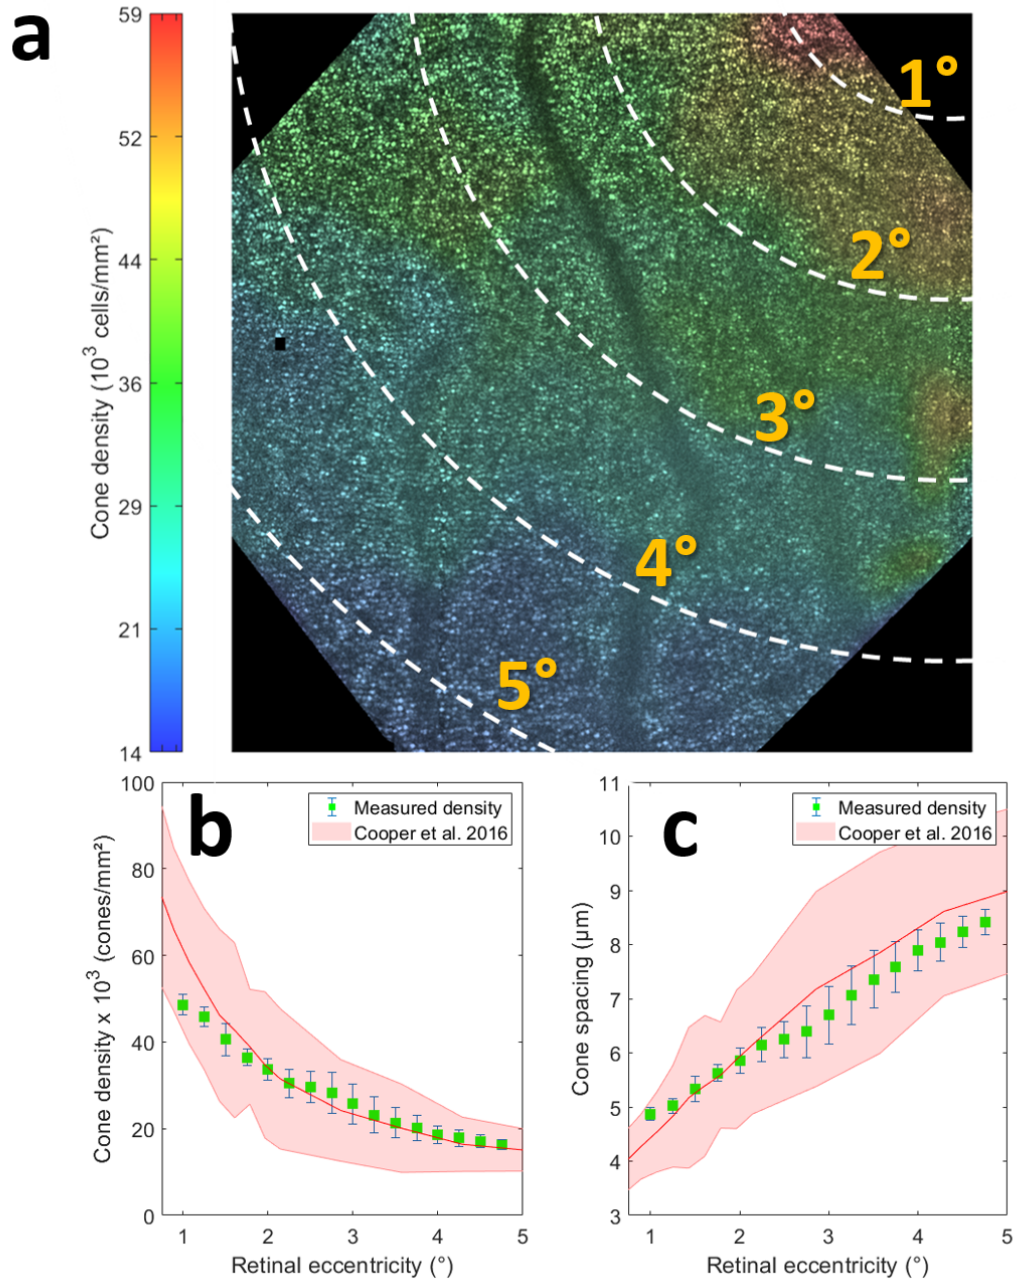 a
59
52
44
36
29
21
14
Cone density (10³ cells/mm²)
1°
2°
3°
4°
5°
b
Measured density
Cooper et al. 2016
100
80
60
40
20
0
Cone density x 10³ (cones/mm²)
1 2 3 4 5
Retinal eccentricity (°)
c
Measured density
Cooper et al. 2016
11
10
9
8
7
6
5
4
3
Cone spacing (μm)
1 2 3 4 5
Retinal eccentricity (°)